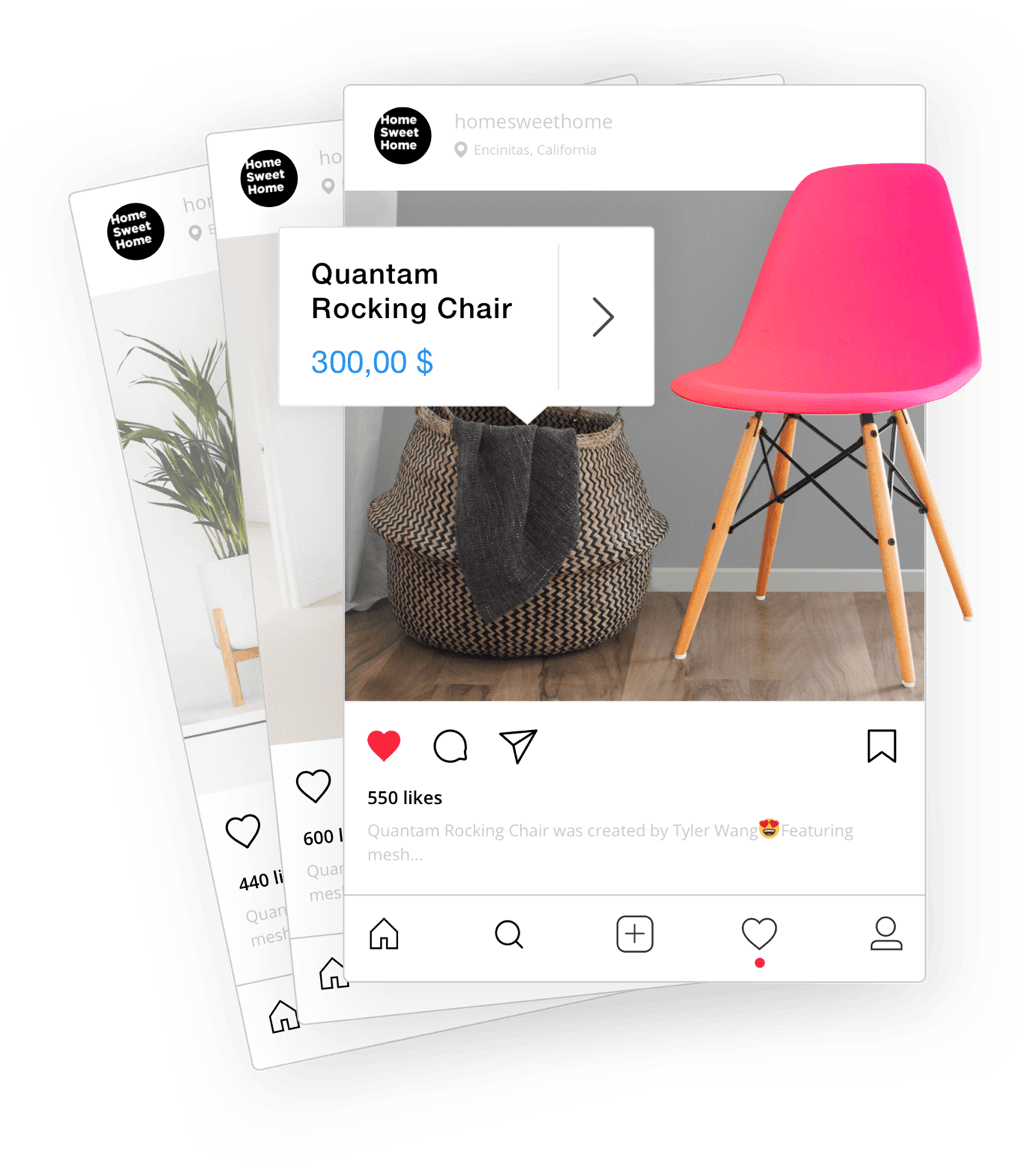 Home
Sweet
Home
homesweethome
Encinitas, California
Home
Sweet
Home
ho
Home
Sweet
Home
hor
E
Quantam
Rocking Chair
300,00 $
550 likes
Quantam Rocking Chair was created by Tyler Wang😍Featuring
mesh...
600 l
Quar
mesh
440 li
Quan
mesh